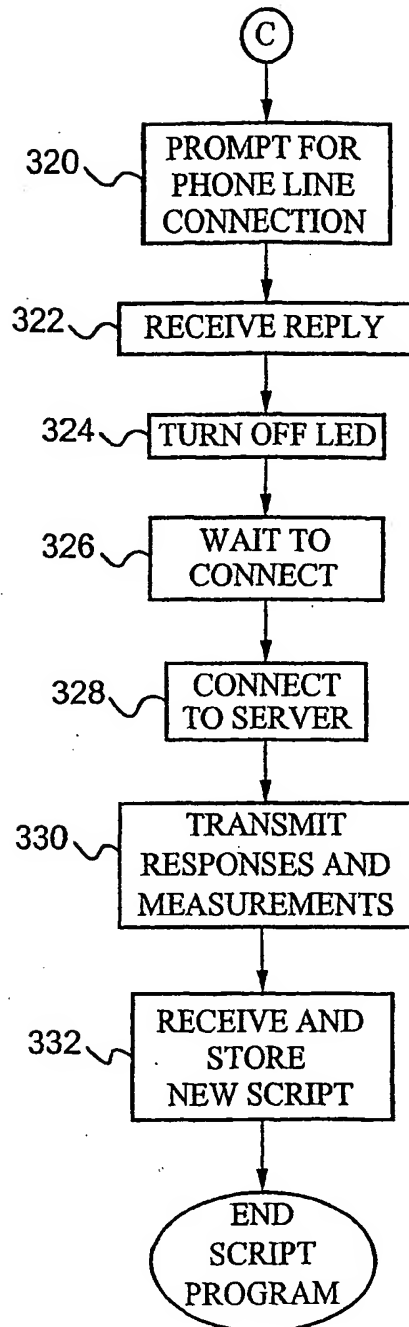 C
320
PROMPT FOR
PHONE LINE
CONNECTION
322
RECEIVE REPLY
324
TURN OFF LED
326
WAIT TO
CONNECT
328
CONNECT
TO SERVER
330
TRANSMIT
RESPONSES AND
MEASUREMENTS
332
RECEIVE AND
STORE
NEW SCRIPT
END
SCRIPT
PROGRAM